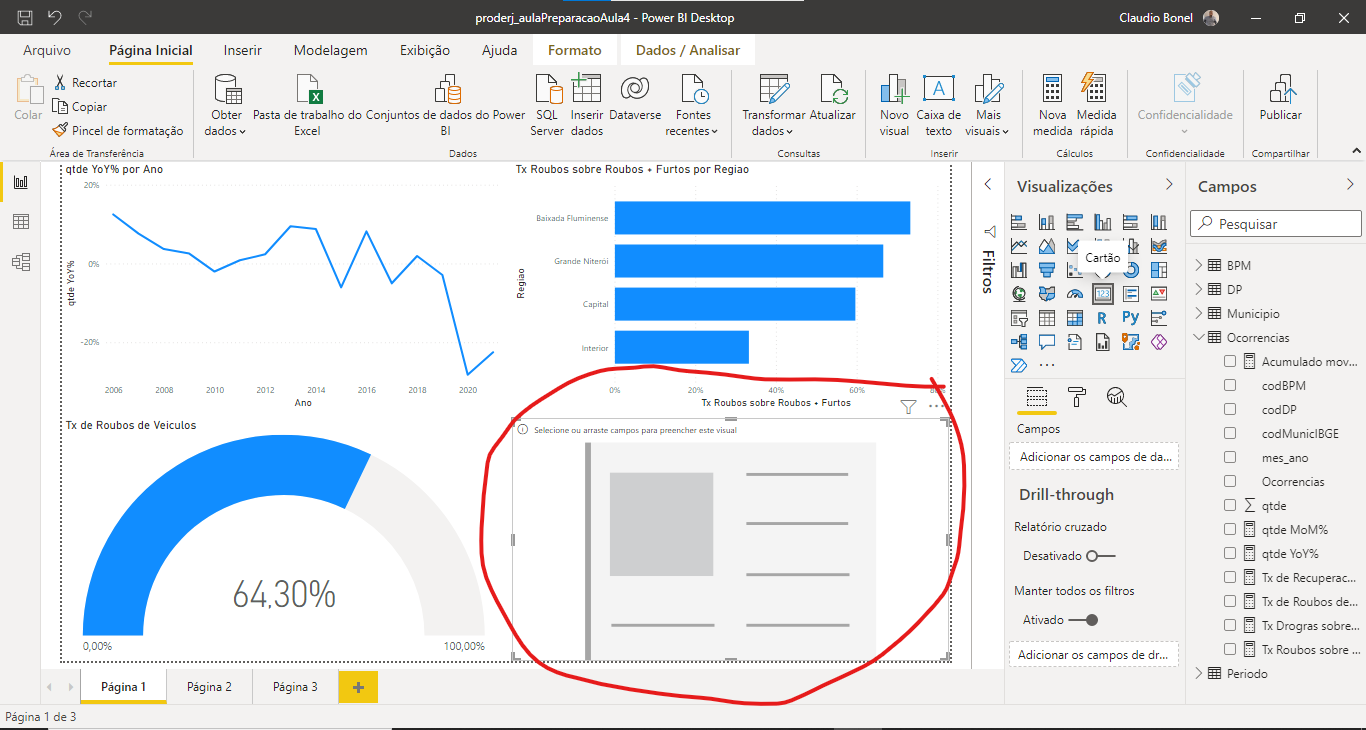 proderj_aulaPreparacaoAula4 - Power BI Desktop
Claudio Bonel
Arquivo
Página Inicial
Inserir
Modelagem
Exibição
Ajuda
Formato
Dados / Analisar
Colar
Recortar
Copiar
Pincel de formatação
Área de Transferência
Obter
dados
Pasta de trabalho do
Excel
Conjuntos de dados do Power
BI
SQL
Server
Inserir
dados
Dataverse
Fontes
recentes
Dados
Transformar
dados
Atualizar
Consultas
Novo
visual
Caixa de
texto
Mais
visuais
Inserir
Nova
medida
Medida
rápida
Cálculos
Confidencialidade
Confidencialidade
Publicar
Compartilhar
qtde YoY% por Ano
20%
0%
-20%
qtde YoY%
2006
2008
2010
2012
2014
2016
2018
2020
Ano
Tx Roubos sobre Roubos + Furtos por Regiao
Regiao
Baixada Fluminense
Grande Niterói
Capital
Interior
0%
20%
40%
60%
Tx Roubos sobre Roubos + Furtos
Tx de Roubos de Veiculos
64,30%
0,00%
100,00%
Selecione ou arraste campos para preencher este visual
Filtros
Visualizações
Cartão
123
R
Py
Campos
Adicionar os campos de da...
Drill-through
Relatório cruzado
Desativado
Manter todos os filtros
Ativado
Adicionar os campos de dr...
Campos
Pesquisar
BPM
DP
Municipio
Ocorrencias
Acumulado mov...
codBPM
codDP
codMunicIBGE
mes_ano
Ocorrencias
qtde
qtde MoM%
qtde YoY%
Tx de Recuperac...
Tx de Roubos de...
Tx Drogras sobre...
Tx Roubos sobre ...
Periodo
Página 1
Página 2
Página 3
Página 1 de 3